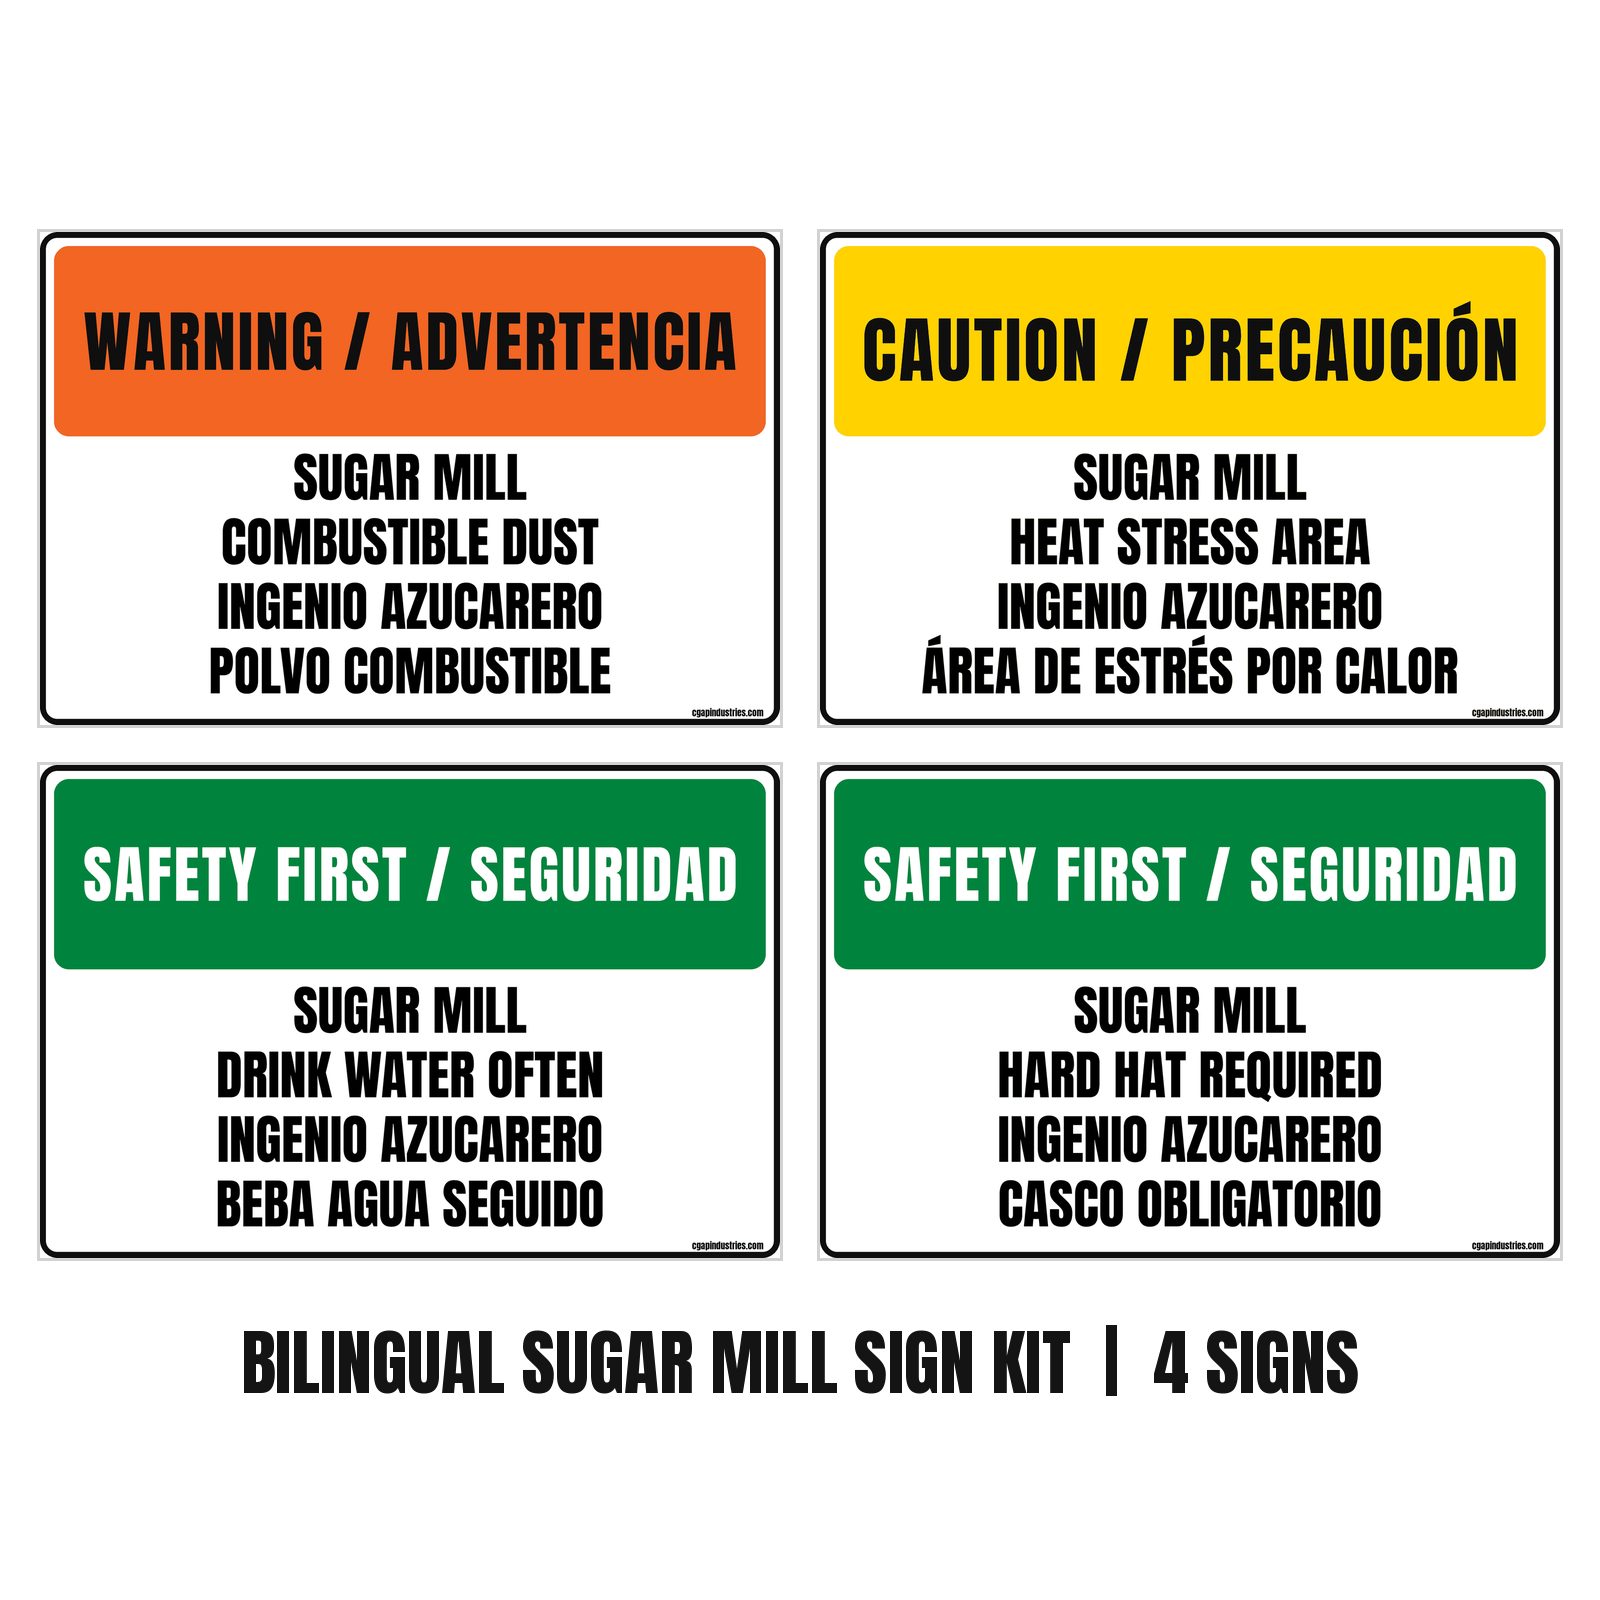 WARNING / ADVERTENCIA
SUGAR MILL
COMBUSTIBLE DUST
INGENIO AZUCARERO
POLVO COMBUSTIBLE
cgapindustries.com
CAUTION / PRECAUCIÓN
SUGAR MILL
HEAT STRESS AREA
INGENIO AZUCARERO
ÁREA DE ESTRÉS POR CALOR
cgapindustries.com
SAFETY FIRST / SEGURIDAD
SUGAR MILL
DRINK WATER OFTEN
INGENIO AZUCARERO
BEBA AGUA SEGUIDO
cgapindustries.com
SAFETY FIRST / SEGURIDAD
SUGAR MILL
HARD HAT REQUIRED
INGENIO AZUCARERO
CASCO OBLIGATORIO
cgapindustries.com
BILINGUAL SUGAR MILL SIGN KIT | 4 SIGNS